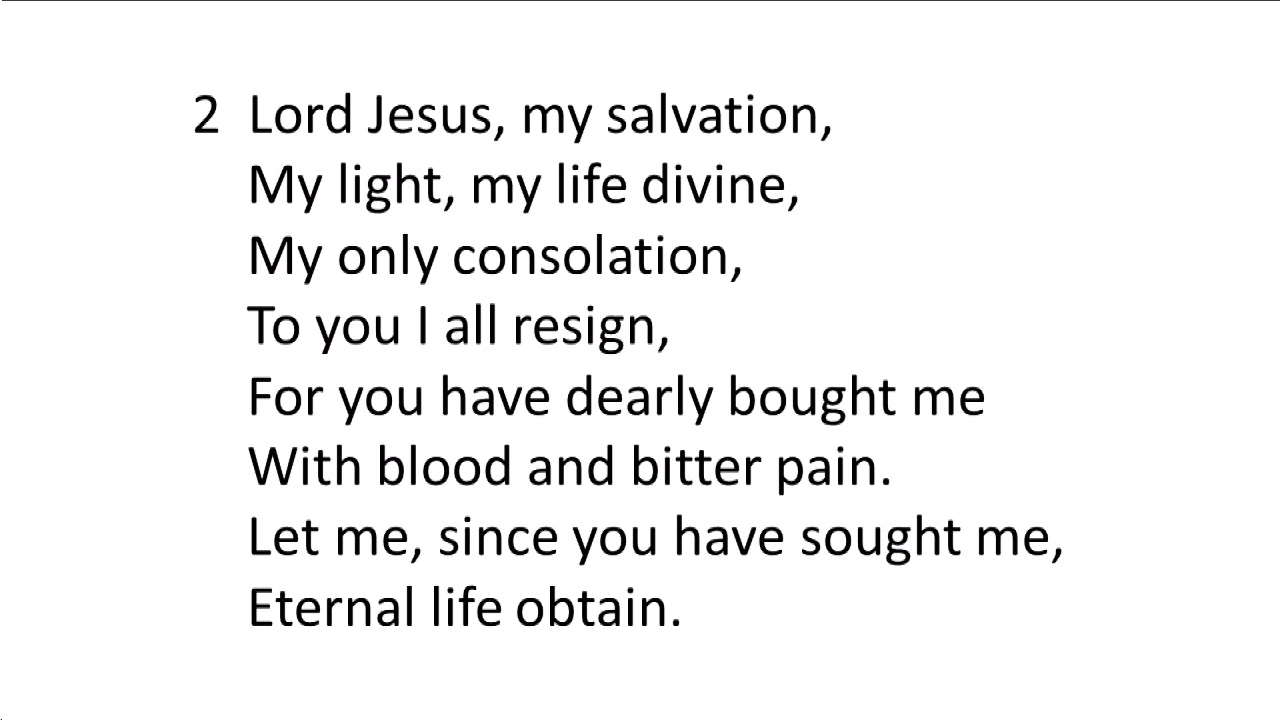 2 Lord Jesus, my salvation,
My light, my life divine,
My only consolation,
To you I all resign,
For you have dearly bought me
With blood and bitter pain.
Let me, since you have sought me,
Eternal life obtain.